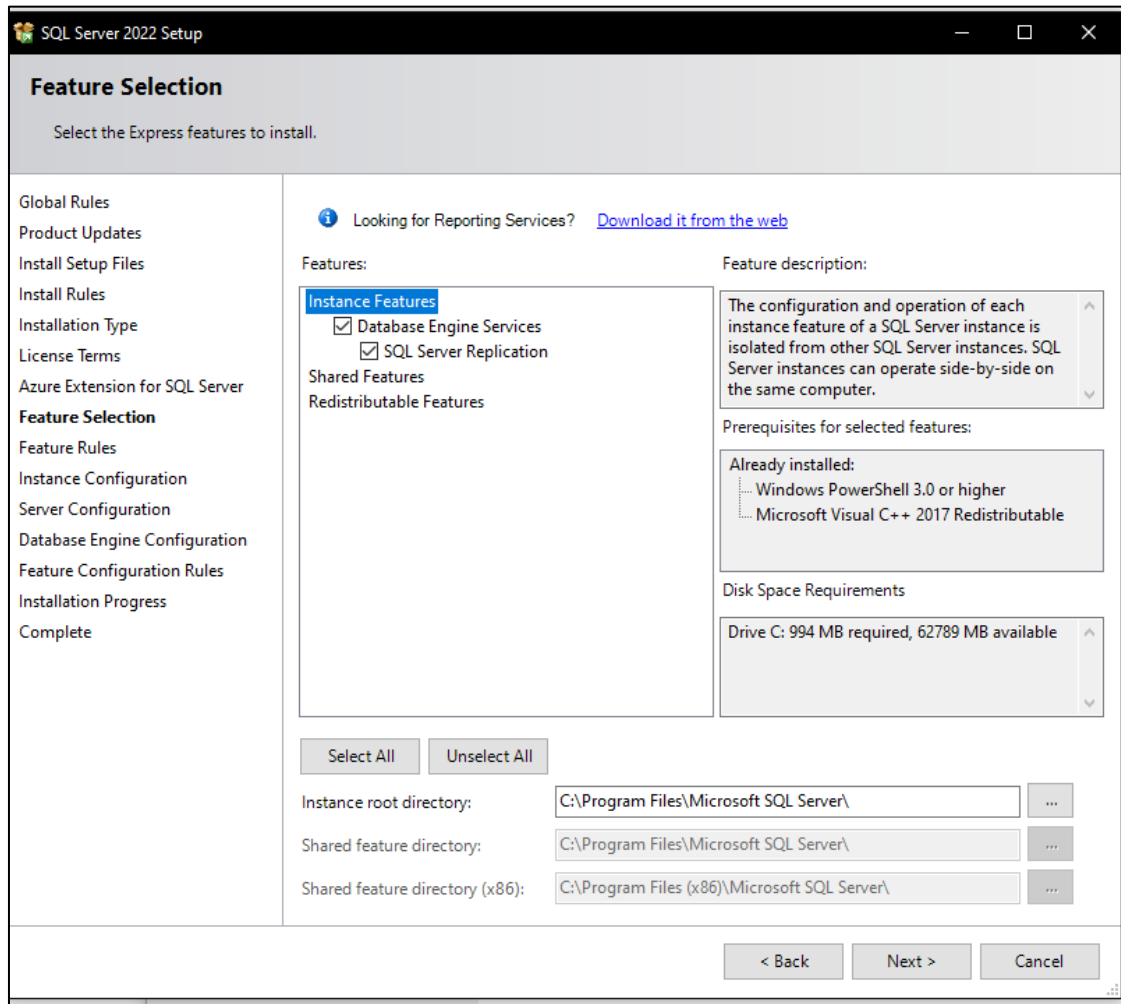 SQL Server 2022 Setup
Feature Selection
Select the Express features to install.
Global Rules
Product Updates
Install Setup Files
Install Rules
Installation Type
License Terms
Azure Extension for SQL Server
Feature Selection
Feature Rules
Instance Configuration
Server Configuration
Database Engine Configuration
Feature Configuration Rules
Installation Progress
Complete
Looking for Reporting Services? Download it from the web
Features:
Instance Features
Database Engine Services
SQL Server Replication
Shared Features
Redistributable Features
Feature description:
The configuration and operation of each
instance feature of a SQL Server instance is
isolated from other SQL Server instances. SQL
Server instances can operate side-by-side on
the same computer.
Prerequisites for selected features:
Already installed:
Windows PowerShell 3.0 or higher
Microsoft Visual C++ 2017 Redistributable
Disk Space Requirements
Drive C: 994 MB required, 62789 MB available
Select All
Unselect All
Instance root directory: C:\Program Files\Microsoft SQL Server\ ...
Shared feature directory: C:\Program Files\Microsoft SQL Server\ ...
Shared feature directory (x86): C:\Program Files (x86)\Microsoft SQL Server\ ...
< Back
Next >
Cancel